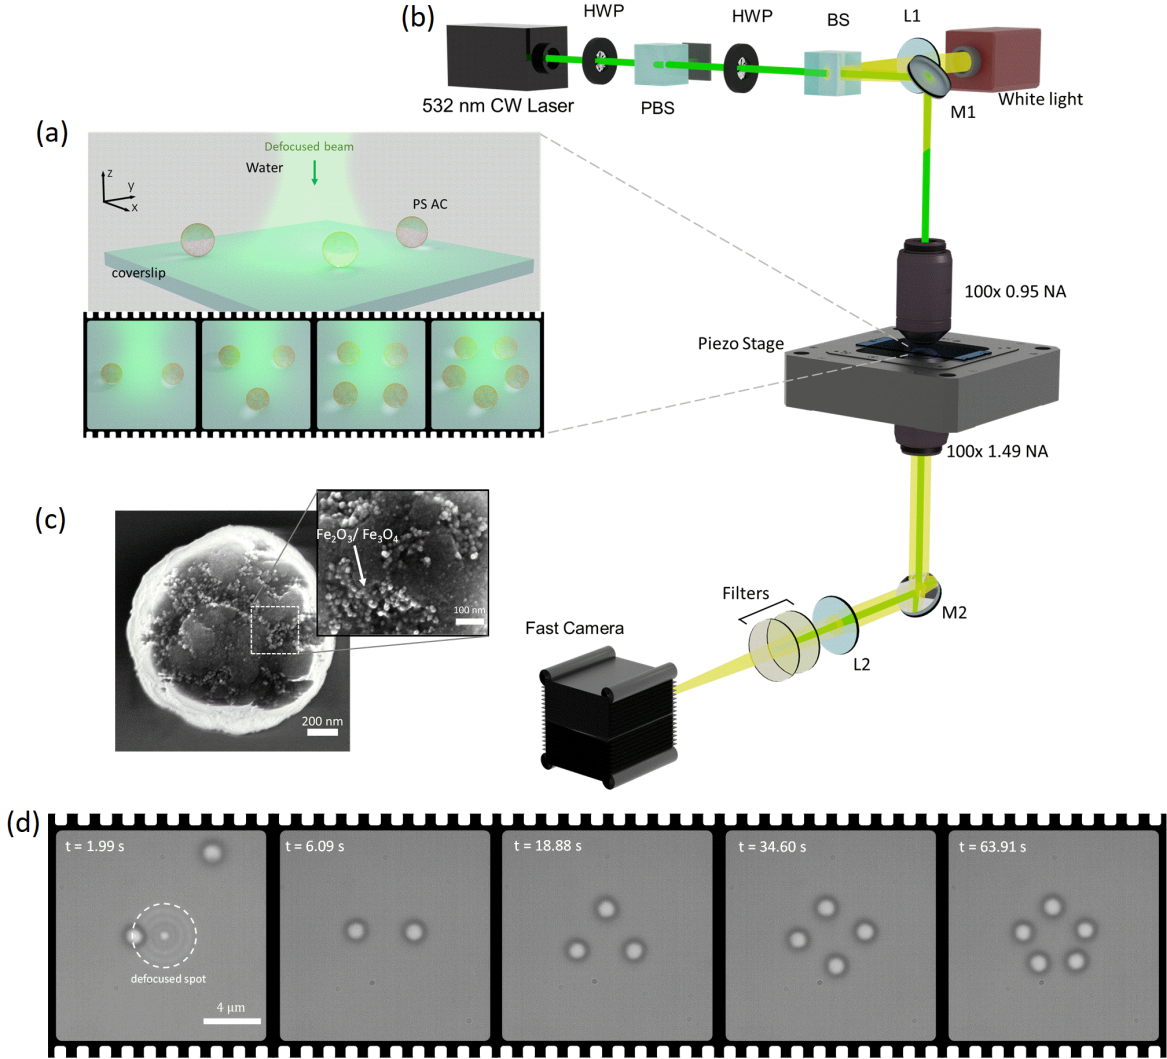 (b)
HWP
HWP
BS
L1
532 nm CW Laser
PBS
M1
White light
(a)
Defocused beam
Water
z
y
x
PS AC
coverslip
100x 0.95 NA
Piezo Stage
100x 1.49 NA
(c)
Fe₂O₃/ Fe₃O₄
100 nm
200 nm
Filters
M2
L2
Fast Camera
(d)
t = 1.99 s
t = 6.09 s
t = 18.88 s
t = 34.60 s
t = 63.91 s
defocused spot
4 μm